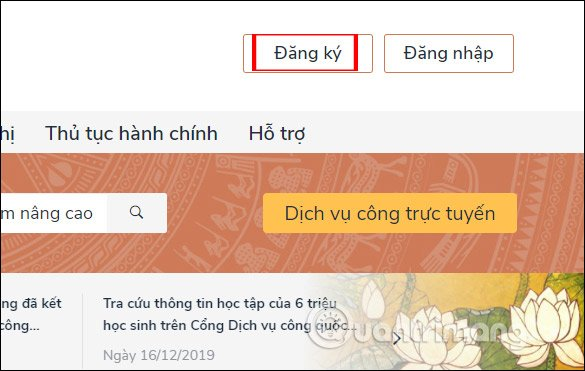 Đăng ký
Đăng nhập
hị Thủ tục hành chính Hỗ trợ
m nâng cao
Dịch vụ công trực tuyến
ng đã kết
công...
Tra cứu thông tin học tập của 6 triệu
học sinh trên Cổng Dịch vụ công quốc...
Ngày 16/12/2019
Quantrimang